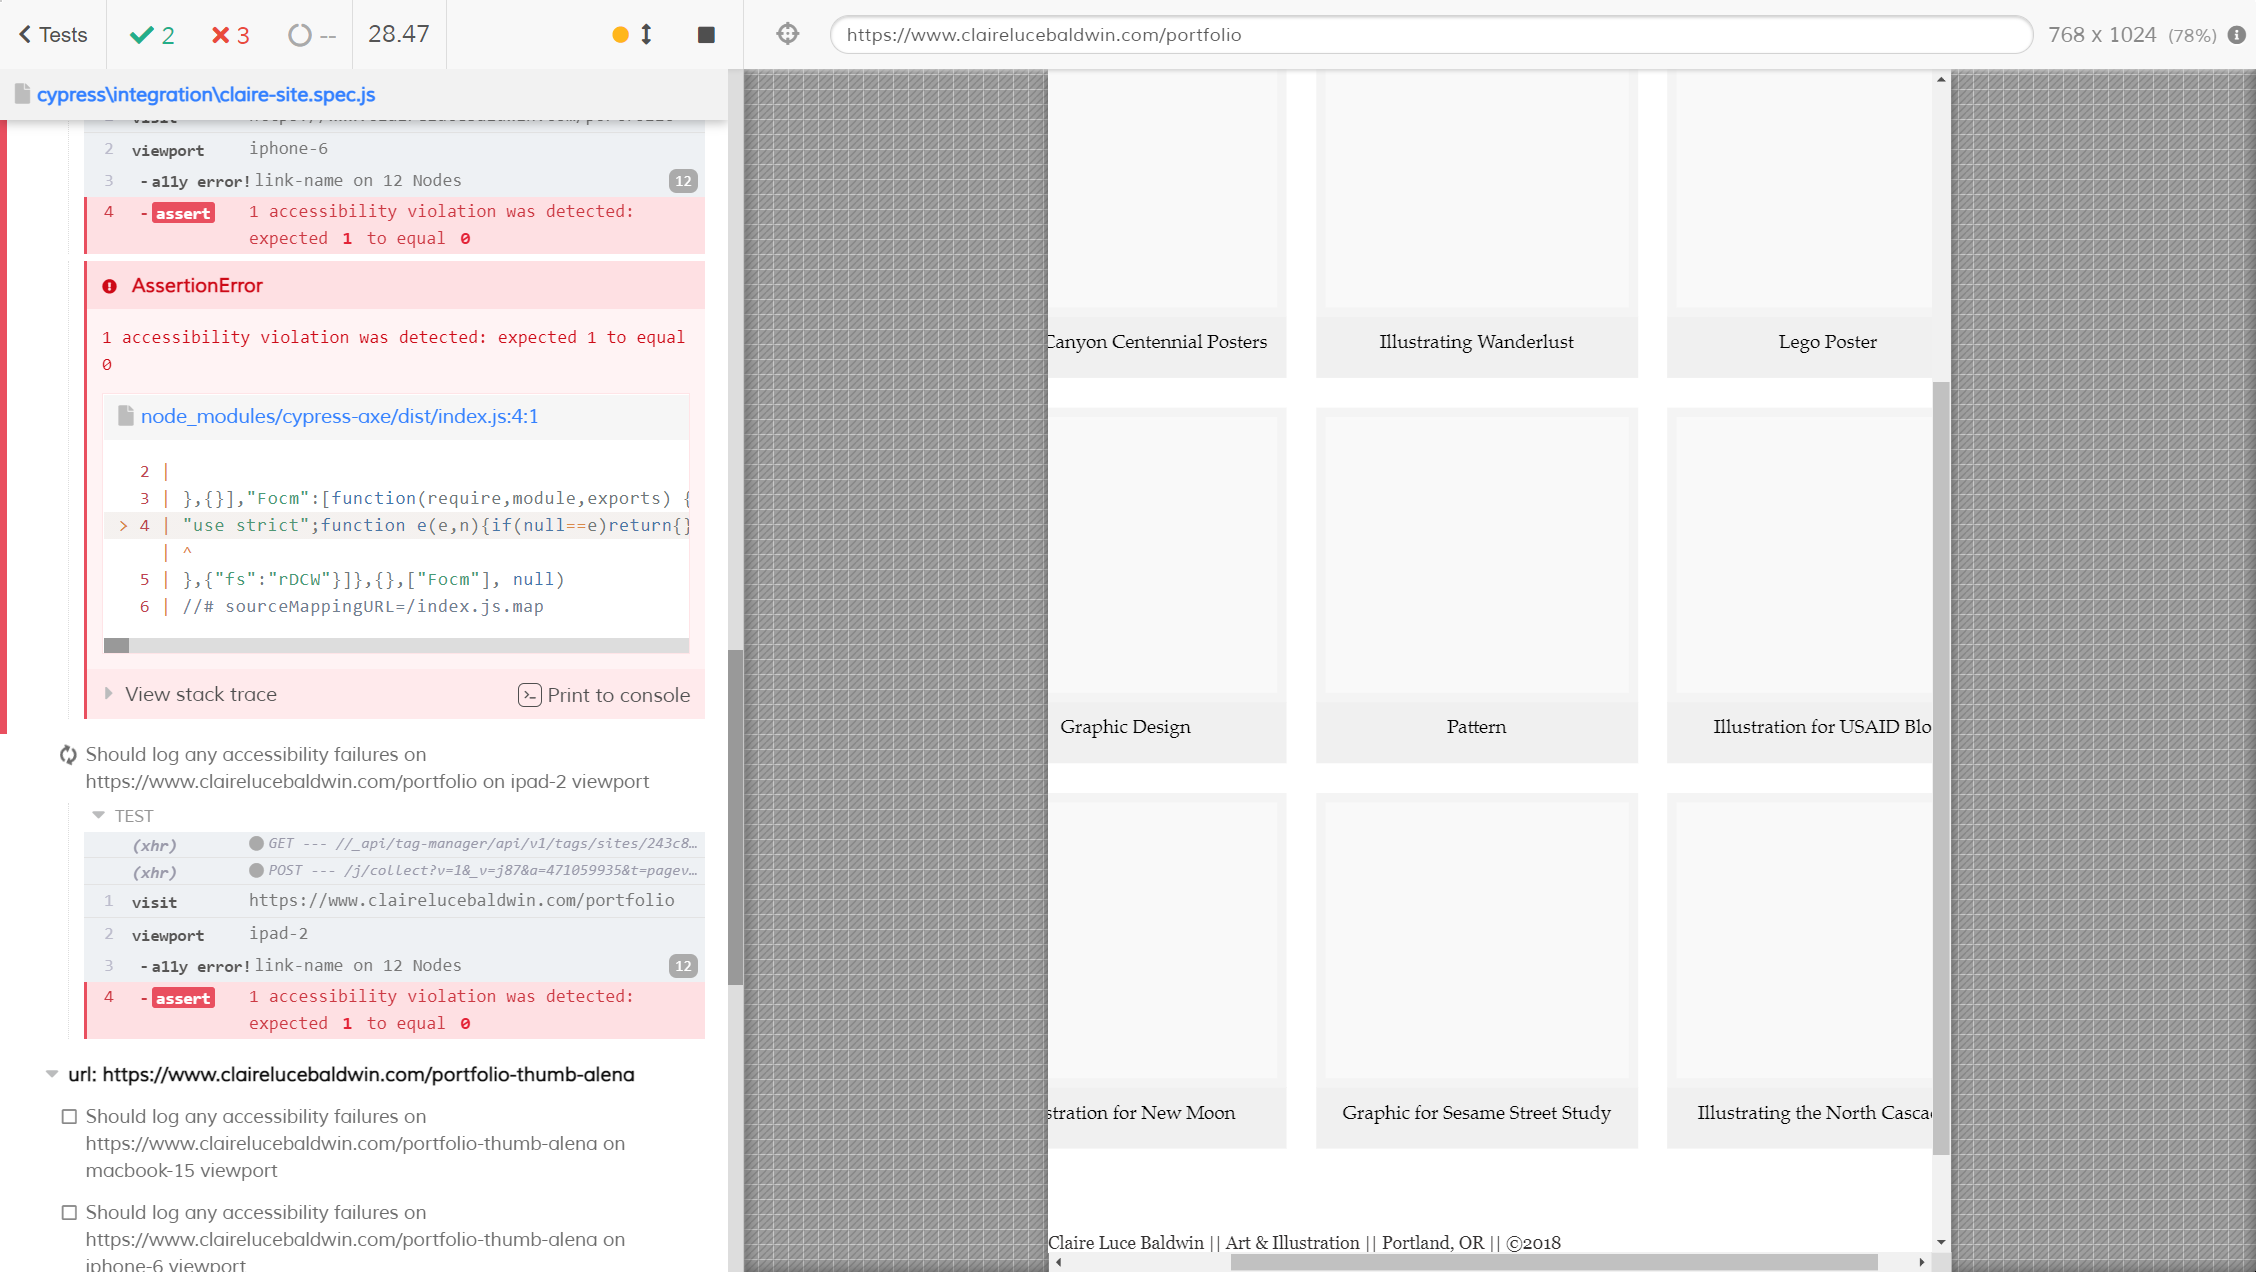 Tests
2
3
--
28.47
https://www.clairelucebaldwin.com/portfolio
768 x 1024 (78%)
cypress\integration\claire-site.spec.js
2 viewport iphone-6
3 -a11y error! link-name on 12 Nodes 12
4 -assert 1 accessibility violation was detected:
expected 1 to equal 0
AssertionError
1 accessibility violation was detected: expected 1 to equal
0
node_modules/cypress-axe/dist/index.js:4:1
2 |
3 | },{}],"Focm":[function(require,module,exports) {
> 4 | "use strict";function e(e,n){if(null==e)return{}
| ^
5 | },{"fs":"rDCW"}]},{},["Focm"], null)
6 | //# sourceMappingURL=/index.js.map
View stack trace
Print to console
Should log any accessibility failures on
https://www.clairelucebaldwin.com/portfolio on ipad-2 viewport
TEST
(xhr) GET --- //_api/tag-manager/api/v1/tags/sites/243c8…
(xhr) POST --- /j/collect?v=1&_v=j87&a=471059935&t=pagev…
1 visit https://www.clairelucebaldwin.com/portfolio
2 viewport ipad-2
3 -a11y error! link-name on 12 Nodes 12
4 -assert 1 accessibility violation was detected:
expected 1 to equal 0
url: https://www.clairelucebaldwin.com/portfolio-thumb-alena
Should log any accessibility failures on
https://www.clairelucebaldwin.com/portfolio-thumb-alena on
macbook-15 viewport
Should log any accessibility failures on
https://www.clairelucebaldwin.com/portfolio-thumb-alena on
iphone-6 viewport
Canyon Centennial Posters
Illustrating Wanderlust
Lego Poster
Graphic Design
Pattern
Illustration for USAID Blo
stration for New Moon
Graphic for Sesame Street Study
Illustrating the North Casca
Claire Luce Baldwin || Art & Illustration || Portland, OR || ©2018